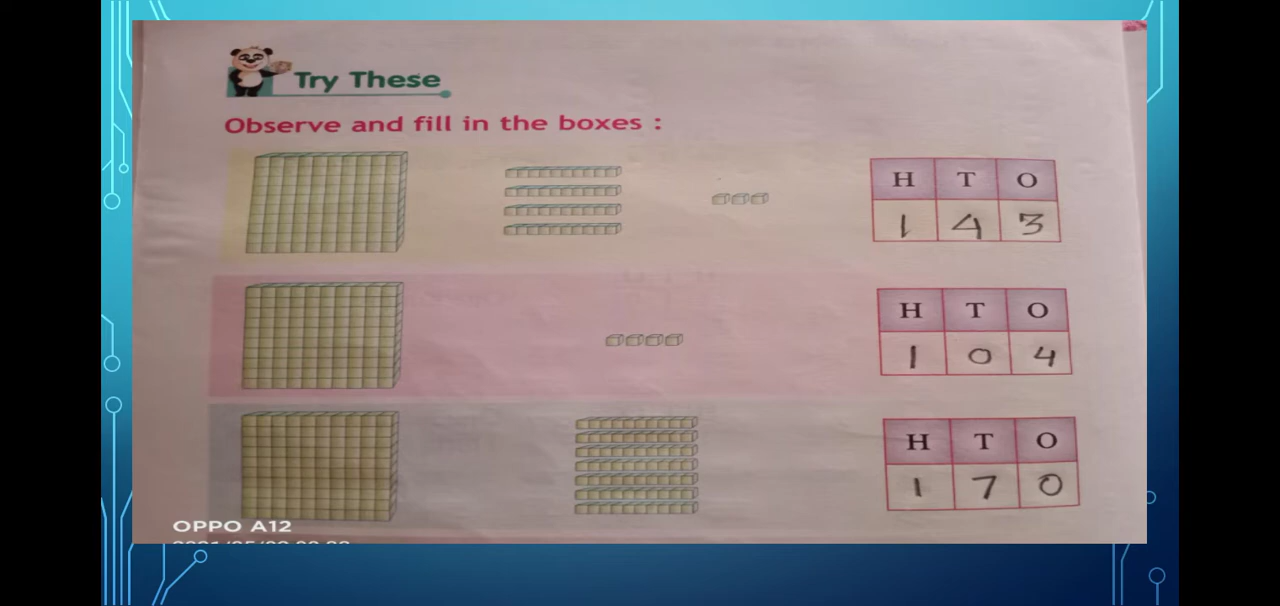 Try These
Observe and fill in the boxes :
H T O
1 4 3
H T O
1 0 4
H T O
1 7 0
OPPO A12